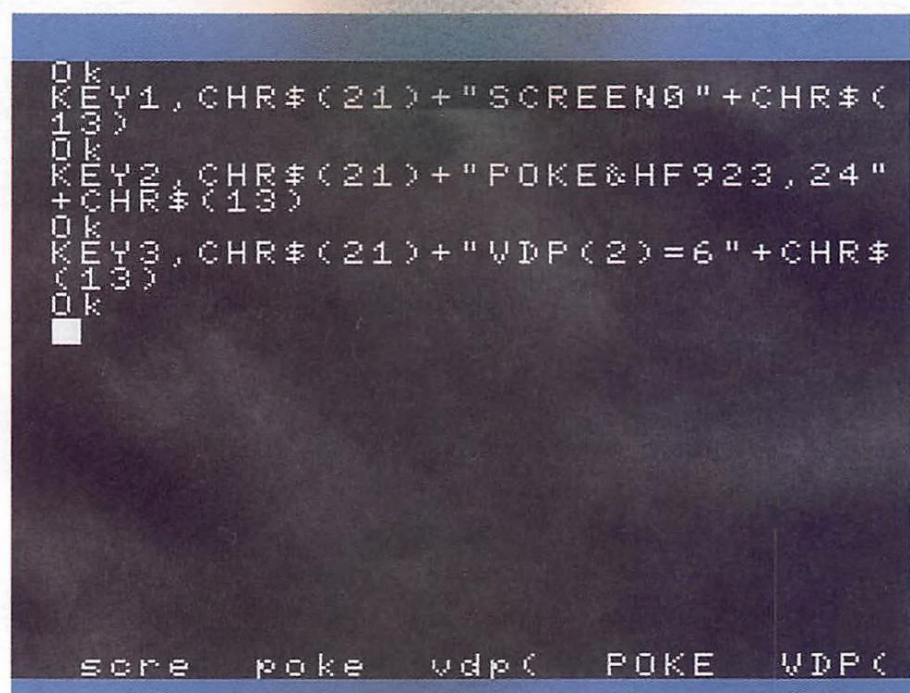 Ok
KEY1,CHR$(21)+"SCREEN0"+CHR$(
13)
Ok
KEY2,CHR$(21)+"POKE&HF923,24"
+CHR$(13)
Ok
KEY3,CHR$(21)+"VDP(2)=6"+CHR$
(13)
Ok
scre poke vdp( POKE VDP(